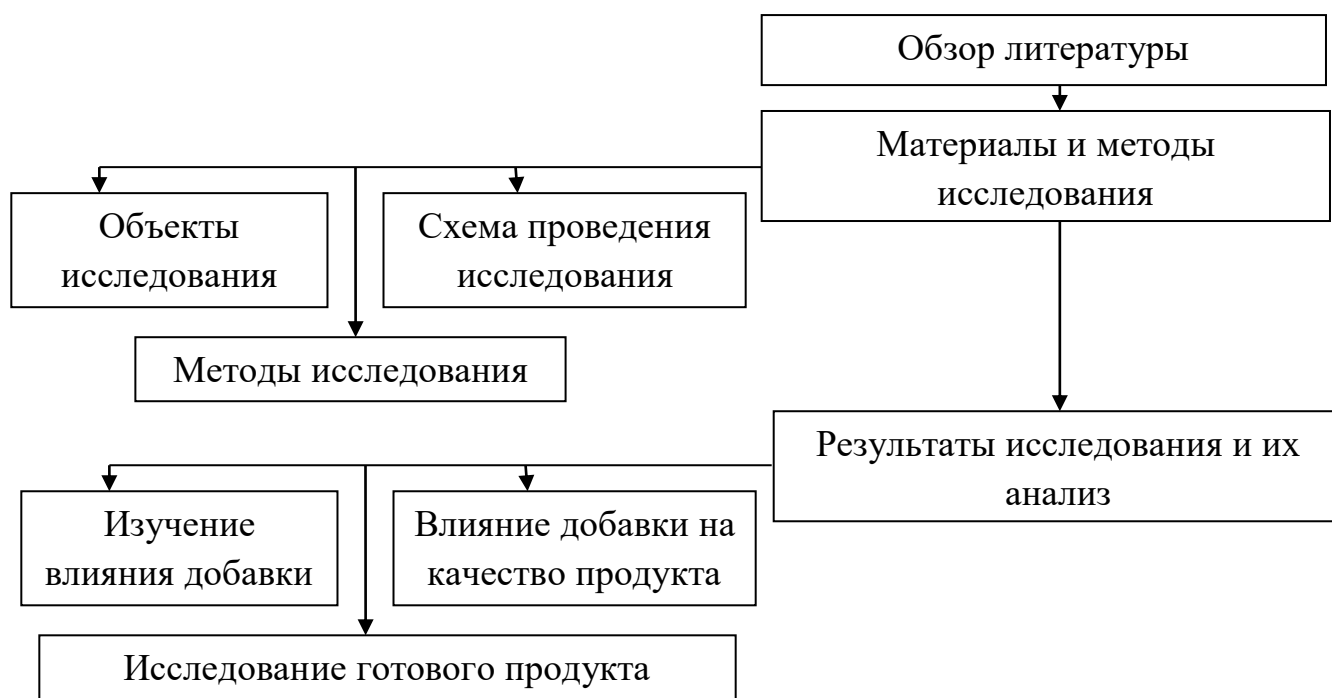 Обзор литературы
Материалы и методы
исследования
Объекты
исследования
Схема проведения
исследования
Методы исследования
Результаты исследования и их
анализ
Изучение
влияния добавки
Влияние добавки на
качество продукта
Исследование готового продукта